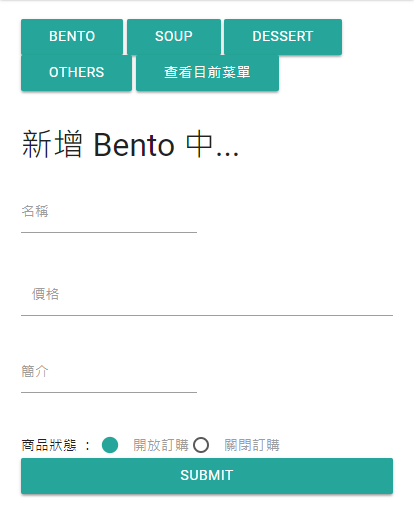 BENTO SOUP DESSERT
OTHERS 查看目前菜單
新增 Bento 中...
名稱
價格
簡介
商品狀態 ： 開放訂購 關閉訂購
SUBMIT